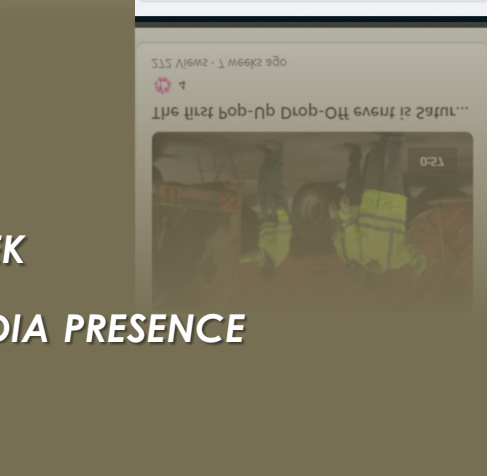 272 Views · 7 weeks ago
4
The first Pop-Up Drop-Off event is Satur...
0:57
EK
DIA PRESENCE